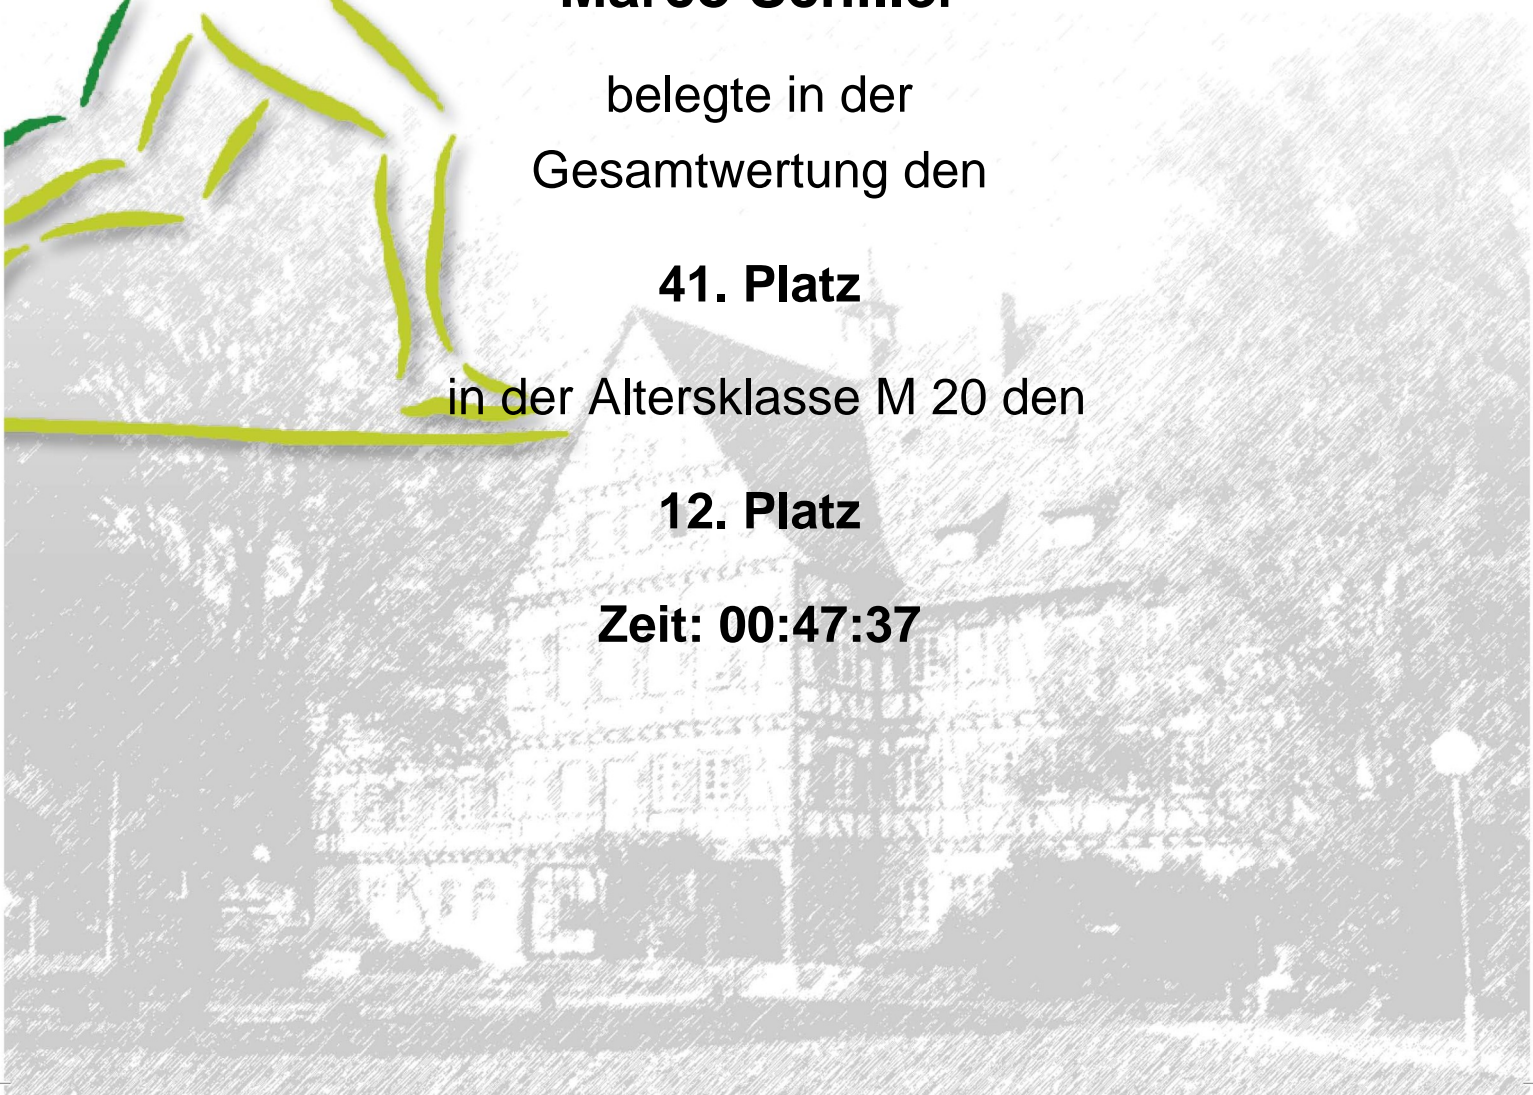 belegte in der
Gesamtwertung den
41. Platz
in der Altersklasse M 20 den
12. Platz
Zeit: 00:47:37